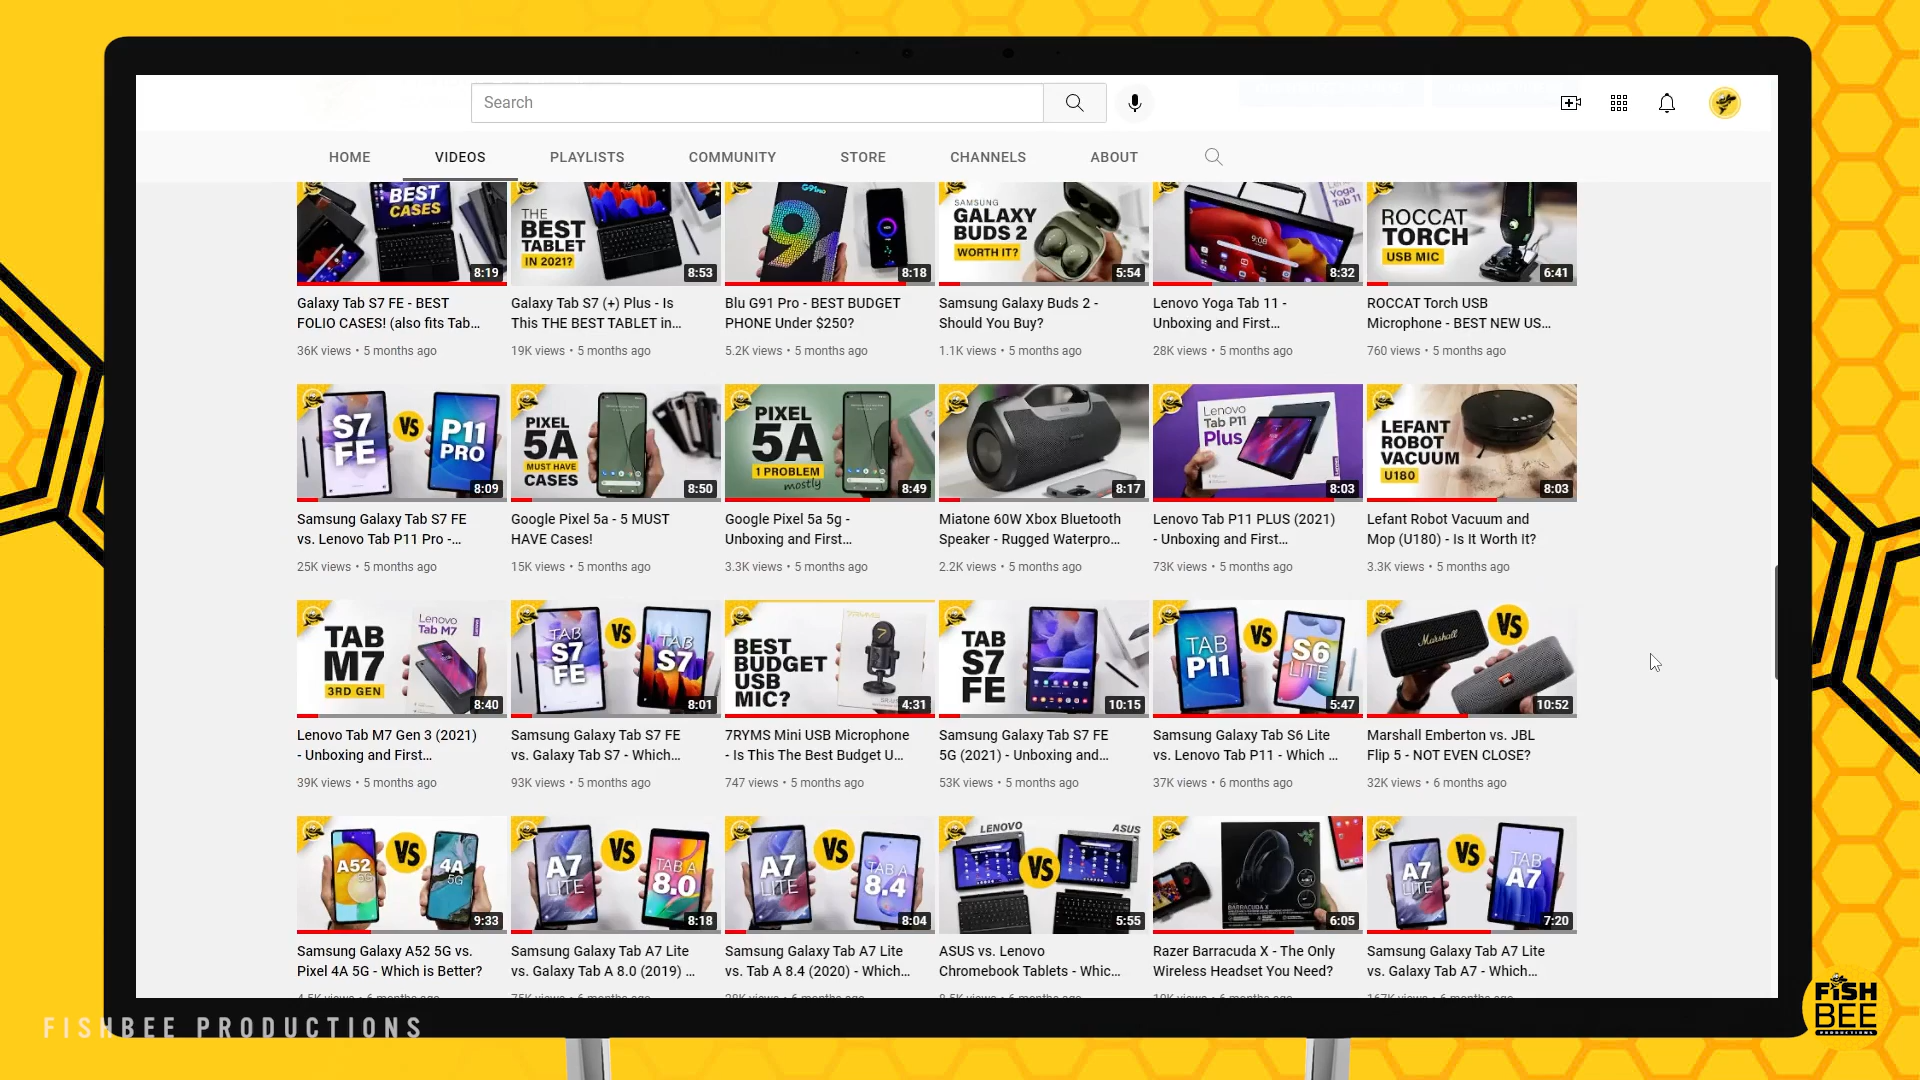 Search
HOME
VIDEOS
PLAYLISTS
COMMUNITY
STORE
CHANNELS
ABOUT
BEST
CASES
8:19
THE
BEST
TABLET
IN 2021?
8:53
G91
91
8:18
SAMSUNG
GALAXY
BUDS 2
WORTH IT?
5:54
Yoga
Tab 11
9:08
8:32
ROCCAT
TORCH
USB MIC
6:41
Galaxy Tab S7 FE - BEST
FOLIO CASES! (also fits Tab...
36K views • 5 months ago
Galaxy Tab S7 (+) Plus - Is
This THE BEST TABLET in...
19K views • 5 months ago
Blu G91 Pro - BEST BUDGET
PHONE Under $250?
5.2K views • 5 months ago
Samsung Galaxy Buds 2 -
Should You Buy?
1.1K views • 5 months ago
Lenovo Yoga Tab 11 -
Unboxing and First...
28K views • 5 months ago
ROCCAT Torch USB
Microphone - BEST NEW US...
760 views • 5 months ago
S7
FE
VS
P11
PRO
8:09
PIXEL
5A
MUST HAVE
CASES
8:50
PIXEL
5A
1 PROBLEM
mostly
8:49
8:17
Lenovo
Tab P11
Plus
8:03
LEFANT
ROBOT
VACUUM
U180
8:03
Samsung Galaxy Tab S7 FE
vs. Lenovo Tab P11 Pro -...
25K views • 5 months ago
Google Pixel 5a - 5 MUST
HAVE Cases!
15K views • 5 months ago
Google Pixel 5a 5g -
Unboxing and First...
3.3K views • 5 months ago
Miatone 60W Xbox Bluetooth
Speaker - Rugged Waterpro...
2.2K views • 5 months ago
Lenovo Tab P11 PLUS (2021)
- Unboxing and First...
73K views • 5 months ago
Lefant Robot Vacuum and
Mop (U180) - Is It Worth It?
3.3K views • 5 months ago
TAB
M7
3RD GEN
Lenovo
Tab M7
8:40
TAB
S7
FE
VS
TAB
S7
8:01
BEST
BUDGET
USB
MIC?
7RYMS
4:31
TAB
S7
FE
10:15
TAB
P11
VS
S6
LITE
5:47
Marshall
VS
10:52
Lenovo Tab M7 Gen 3 (2021)
- Unboxing and First...
39K views • 5 months ago
Samsung Galaxy Tab S7 FE
vs. Galaxy Tab S7 - Which...
93K views • 5 months ago
7RYMS Mini USB Microphone
- Is This The Best Budget U...
747 views • 5 months ago
Samsung Galaxy Tab S7 FE
5G (2021) - Unboxing and...
53K views • 5 months ago
Samsung Galaxy Tab S6 Lite
vs. Lenovo Tab P11 - Which ...
37K views • 6 months ago
Marshall Emberton vs. JBL
Flip 5 - NOT EVEN CLOSE?
32K views • 6 months ago
A52
5G
VS
4A
5G
9:33
A7
LITE
VS
TAB A
8.0
8:18
A7
LITE
VS
TAB A
8.4
8:04
LENOVO
VS
ASUS
5:55
BARRACUDA X
6:05
A7
LITE
VS
TAB
A7
7:20
Samsung Galaxy A52 5G vs.
Pixel 4A 5G - Which is Better?
Samsung Galaxy Tab A7 Lite
vs. Galaxy Tab A 8.0 (2019) ...
Samsung Galaxy Tab A7 Lite
vs. Tab A 8.4 (2020) - Which...
ASUS vs. Lenovo
Chromebook Tablets - Whic...
Razer Barracuda X - The Only
Wireless Headset You Need?
Samsung Galaxy Tab A7 Lite
vs. Galaxy Tab A7 - Which...
FISHBEE PRODUCTIONS
FISH
BEE
PRODUCTIONS